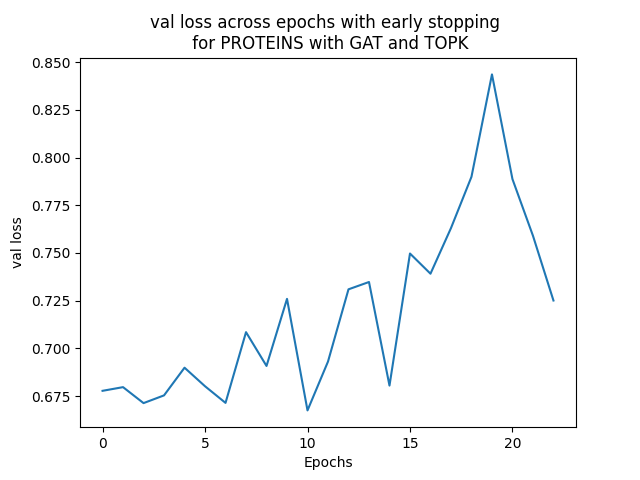 val loss across epochs with early stopping
for PROTEINS with GAT and TOPK
0.850
0.825
0.800
0.775
0.750
0.725
0.700
0.675
val loss
0 5 10 15 20
Epochs